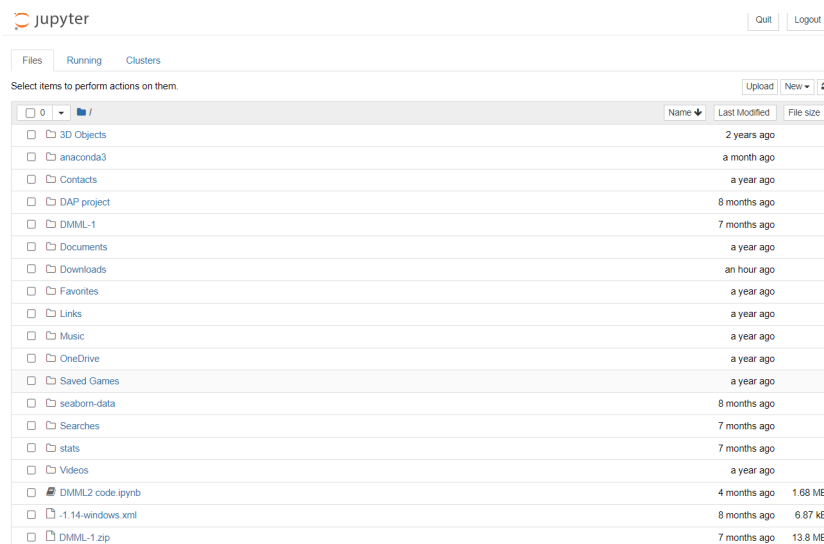 jupyter Quit Logout
Files Running Clusters
Select items to perform actions on them. Upload New
0 / Name Last Modified File size
3D Objects 2 years ago
anaconda3 a month ago
Contacts a year ago
DAP project 8 months ago
DMML-1 7 months ago
Documents a year ago
Downloads an hour ago
Favorites a year ago
Links a year ago
Music a year ago
OneDrive a year ago
Saved Games a year ago
seaborn-data 8 months ago
Searches 7 months ago
stats 7 months ago
Videos a year ago
DMML2 code.ipynb 4 months ago 1.68 MB
-1.14-windows.xml 8 months ago 6.87 kB
DMML-1.zip 7 months ago 13.8 MB